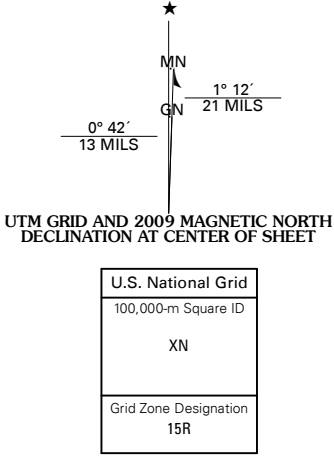 MN
1° 12´
21 MILS
GN
0° 42´
13 MILS
UTM GRID AND 2009 MAGNETIC NORTH
DECLINATION AT CENTER OF SHEET
U.S. National Grid
100,000-m Square ID
XN
Grid Zone Designation
15R